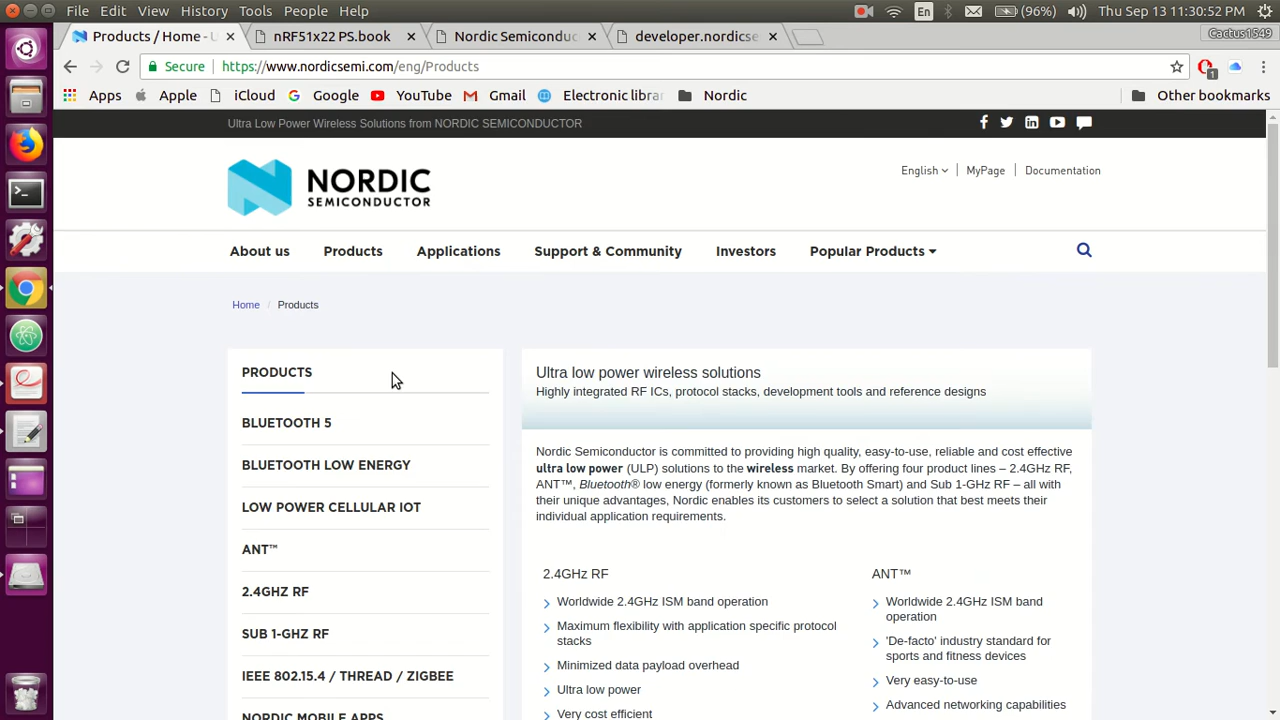 File Edit View History Tools People Help
En (96%) Thu Sep 13 11:30:52 PM
Products / Home - U
nRF51x22 PS.book
Nordic Semiconduc
developer.nordicse
Cactus1549
Secure https://www.nordicsemi.com/eng/Products
1
Apps Apple iCloud Google YouTube Gmail Electronic librar Nordic Other bookmarks
Ultra Low Power Wireless Solutions from NORDIC SEMICONDUCTOR
NORDIC
SEMICONDUCTOR
English MyPage Documentation
About us Products Applications Support & Community Investors Popular Products
Home / Products
PRODUCTS
BLUETOOTH 5
BLUETOOTH LOW ENERGY
LOW POWER CELLULAR IOT
ANT™
2.4GHZ RF
SUB 1-GHZ RF
IEEE 802.15.4 / THREAD / ZIGBEE
NORDIC MOBILE APPS
Ultra low power wireless solutions
Highly integrated RF ICs, protocol stacks, development tools and reference designs
Nordic Semiconductor is committed to providing high quality, easy-to-use, reliable and cost effective
ultra low power (ULP) solutions to the wireless market. By offering four product lines – 2.4GHz RF,
ANT™, Bluetooth® low energy (formerly known as Bluetooth Smart) and Sub 1-GHz RF – all with
their unique advantages, Nordic enables its customers to select a solution that best meets their
individual application requirements.
2.4GHz RF
Worldwide 2.4GHz ISM band operation
Maximum flexibility with application specific protocol
stacks
Minimized data payload overhead
Ultra low power
Very cost efficient
ANT™
Worldwide 2.4GHz ISM band
operation
'De-facto' industry standard for
sports and fitness devices
Very easy-to-use
Advanced networking capabilities